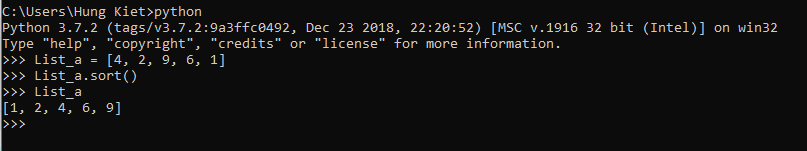 C:\Users\Hung Kiet>python
Python 3.7.2 (tags/v3.7.2:9a3ffc0492, Dec 23 2018, 22:20:52) [MSC v.1916 32 bit (Intel)] on win32
Type "help", "copyright", "credits" or "license" for more information.
>>> List_a = [4, 2, 9, 6, 1]
>>> List_a.sort()
>>> List_a
[1, 2, 4, 6, 9]
>>>